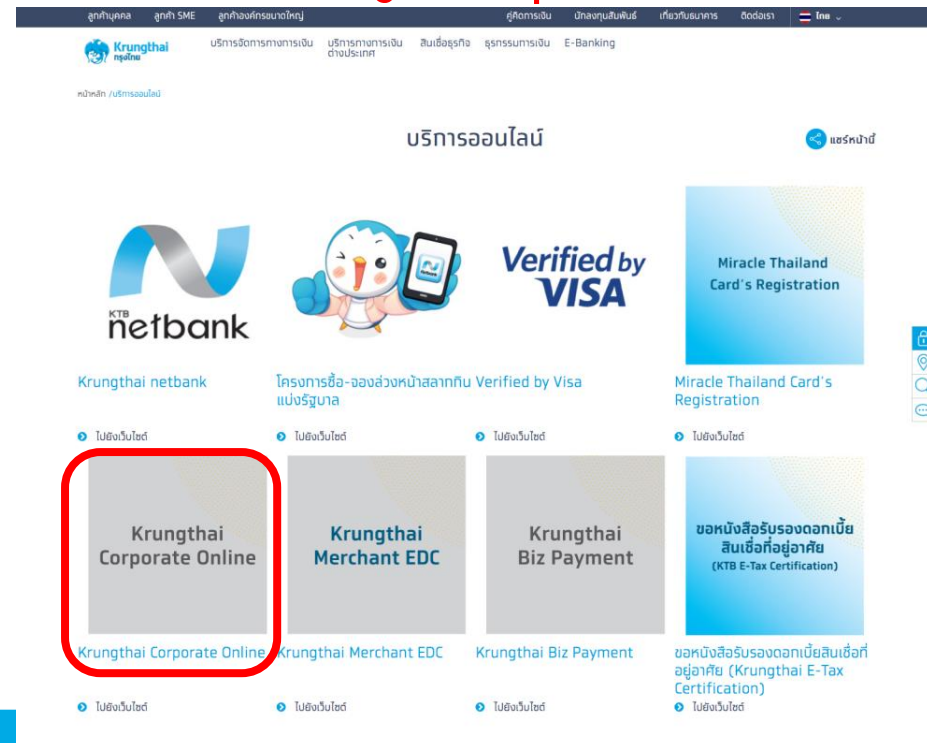 ลูกค้าบุคคล ลูกค้า SME ลูกค้าองค์กรขนาดใหญ่ คู่คิดการเงิน นักลงทุนสัมพันธ์ เกี่ยวกับธนาคาร ติดต่อเรา ไทย
Krungthai
กรุงไทย
บริการจัดการทางการเงิน บริการทางการเงิน สินเชื่อธุรกิจ ธุรกรรมการเงิน E-Banking
ต่างประเทศ
หน้าหลัก /บริการออนไลน์
บริการออนไลน์
แชร์หน้านี้
KTB
netbank
netbank
Verified by
VISA
Miracle Thailand
Card's Registration
Krungthai netbank โครงการซื้อ-จองล่วงหน้าสลากกิน Verified by Visa Miracle Thailand Card's
แบ่งรัฐบาล Registration
ไปยังเว็บไซต์ ไปยังเว็บไซต์ ไปยังเว็บไซต์ ไปยังเว็บไซต์
Krungthai
Corporate Online
Krungthai
Merchant EDC
Krungthai
Biz Payment
ขอหนังสือรับรองดอกเบี้ย
สินเชื่อที่อยู่อาศัย
(KTB E-Tax Certification)
Krungthai Corporate Online Krungthai Merchant EDC Krungthai Biz Payment ขอหนังสือรับรองดอกเบี้ยสินเชื่อที่
อยู่อาศัย (Krungthai E-Tax
Certification)
ไปยังเว็บไซต์ ไปยังเว็บไซต์ ไปยังเว็บไซต์ ไปยังเว็บไซต์